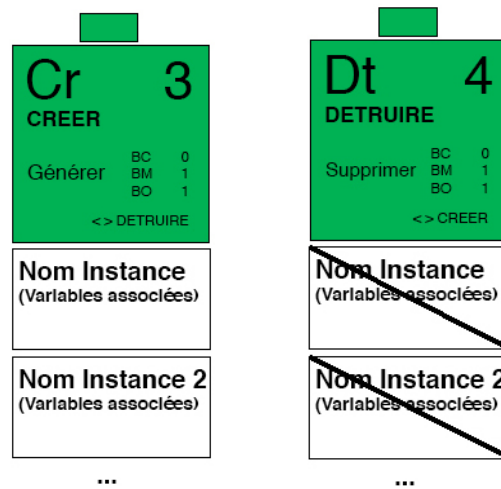 Cr 3
CREER
Générer
BC 0
BM 1
BO 1
<> DETRUIRE
Nom Instance
(Variables associées)
Nom Instance 2
(Variables associées)
...
Dt 4
DETRUIRE
Supprimer
BC 0
BM 1
BO 1
<> CREER
Nom Instance
(Variables associées)
Nom Instance 2
(Variables associées)
...